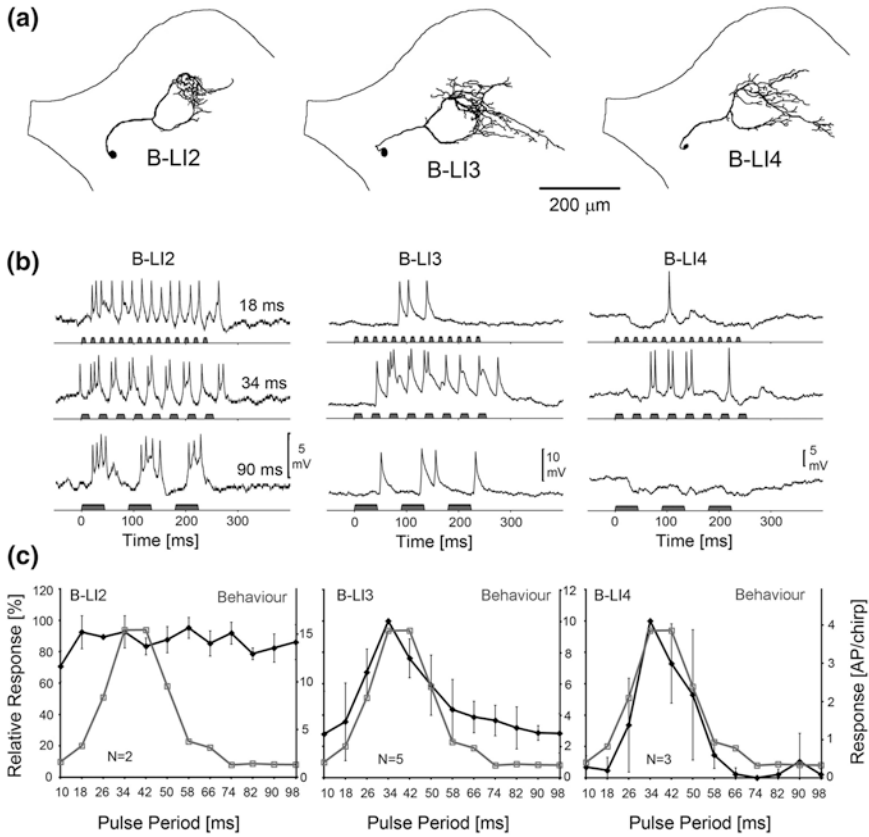 (a)
B-LI2
B-LI3
B-LI4
200 μm
(b)
B-LI2 B-LI3 B-LI4
18 ms
34 ms
90 ms
5 mV
10 mV
5 mV
0 100 200 300
0 100 200 300
0 100 200 300
Time [ms] Time [ms] Time [ms]
(c)
B-LI2 Behaviour
B-LI3 Behaviour
B-LI4 Behaviour
Relative Response [%]
120
100
80
60
40
20
0
15
10
5
0
12
10
8
6
4
2
0
4
3
2
1
0
Response [AP/chirp]
N=2
N=5
N=3
10 18 26 34 42 50 58 66 74 82 90 98
10 18 26 34 42 50 58 66 74 82 90 98
10 18 26 34 42 50 58 66 74 82 90 98
Pulse Period [ms] Pulse Period [ms] Pulse Period [ms]